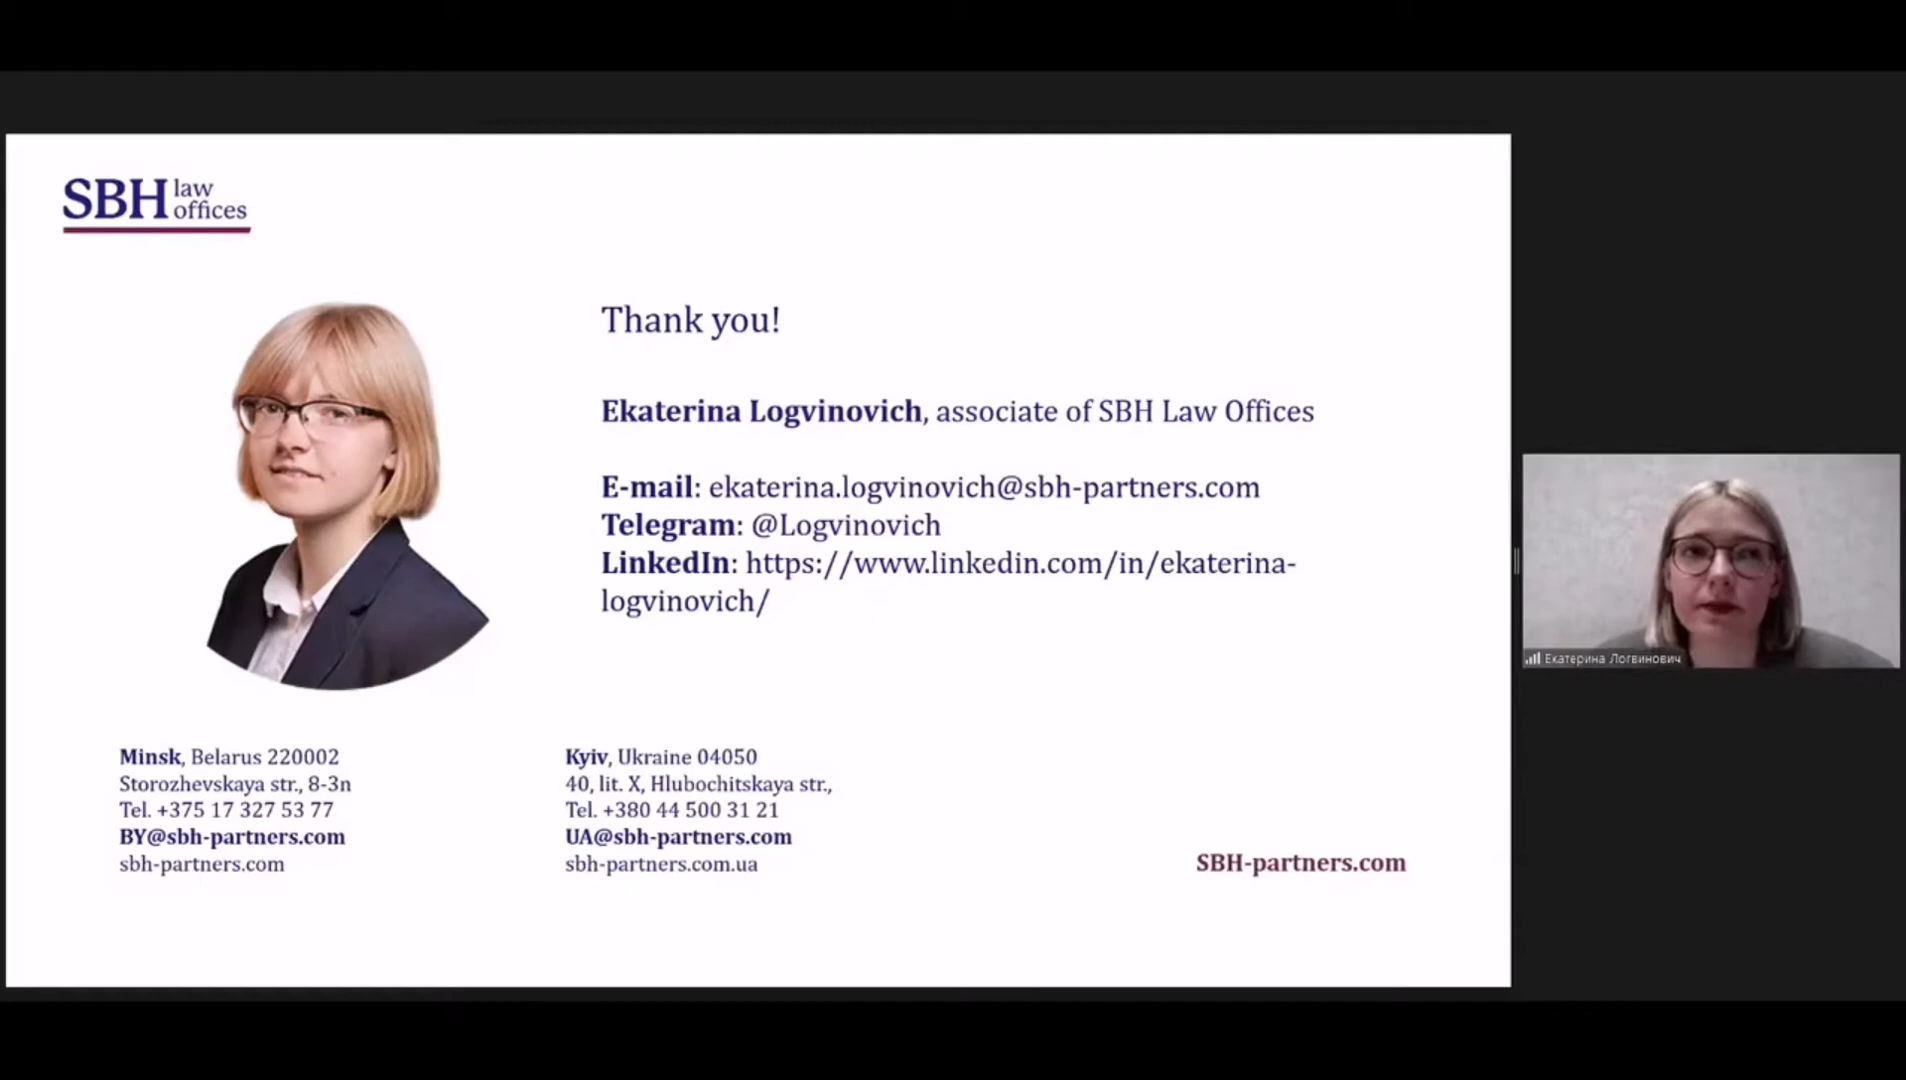 SBH law
offices
Thank you!
Ekaterina Logvinovich, associate of SBH Law Offices
E-mail: ekaterina.logvinovich@sbh-partners.com
Telegram: @Logvinovich
LinkedIn: https://www.linkedin.com/in/ekaterina-
logvinovich/
Екатерина Логвинович
Minsk, Belarus 220002
Storozhevskaya str., 8-3n
Tel. +375 17 327 53 77
BY@sbh-partners.com
sbh-partners.com
Kyiv, Ukraine 04050
40, lit. X, Hlubochitskaya str.,
Tel. +380 44 500 31 21
UA@sbh-partners.com
sbh-partners.com.ua
SBH-partners.com